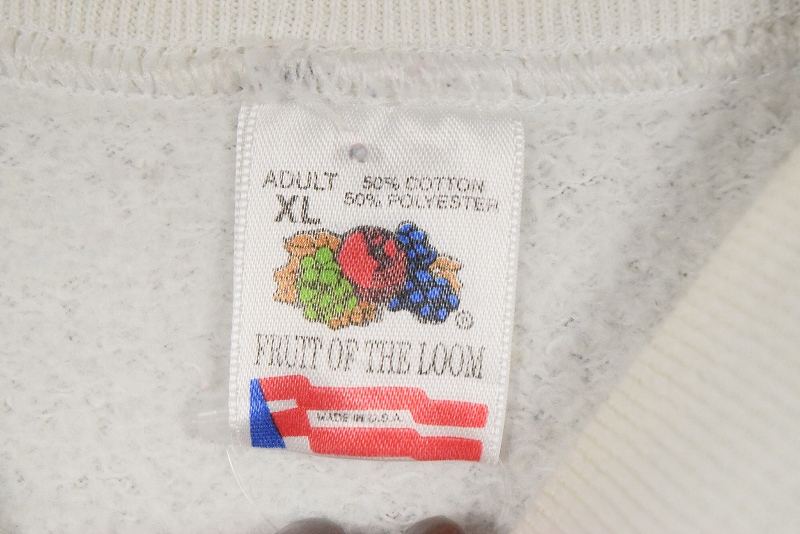 ADULT 50% COTTON
XL 50% POLYESTER
®
FRUIT OF THE LOOM
MADE IN U.S.A.